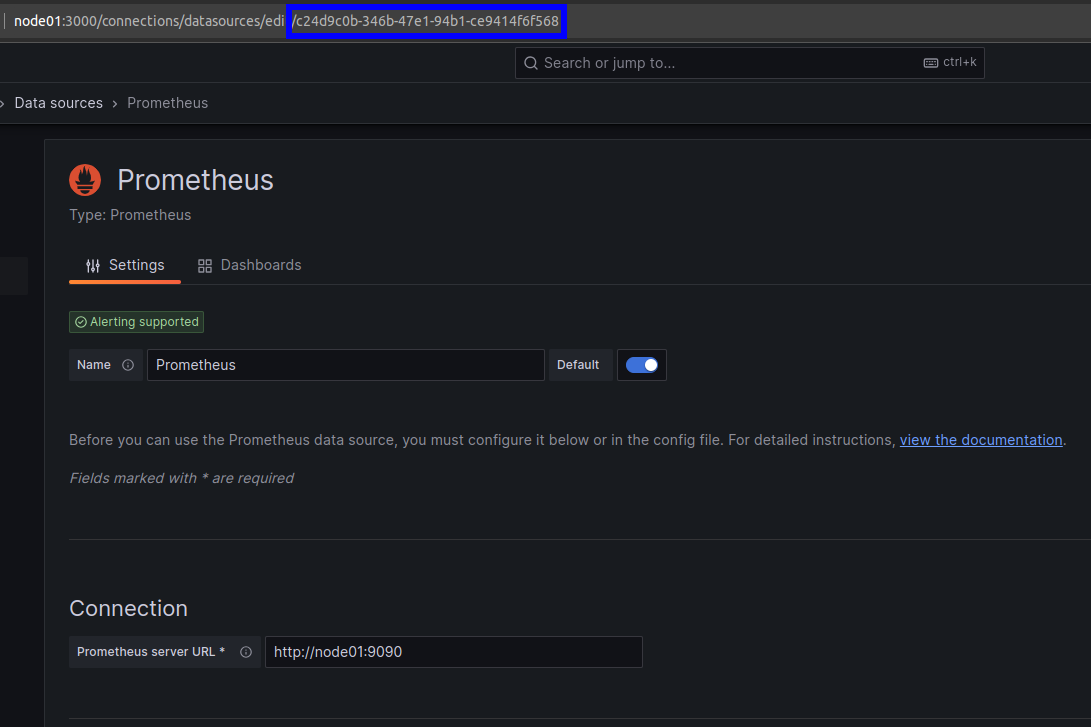 node01:3000/connections/datasources/edi/c24d9c0b-346b-47e1-94b1-ce9414f6f568
Search or jump to... ctrl+k
› Data sources › Prometheus
Prometheus
Type: Prometheus
Settings Dashboards
Alerting supported
Name Prometheus Default
Before you can use the Prometheus data source, you must configure it below or in the config file. For detailed instructions, view the documentation.
Fields marked with * are required
Connection
Prometheus server URL * http://node01:9090